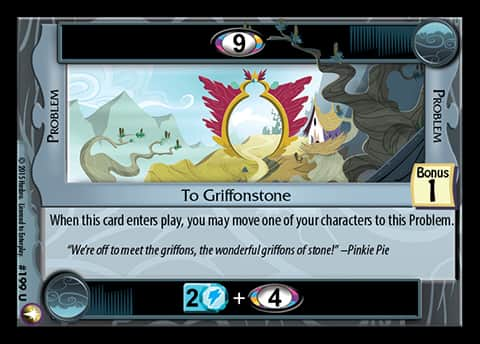 9
PROBLEM
PROBLEM
To Griffonstone
Bonus
1
When this card enters play, you may move one of your characters to this Problem.
“We’re off to meet the griffons, the wonderful griffons of stone!” –Pinkie Pie
2 + 4
© 2015 Hasbro. Licensed to Enterplay.
#199 U